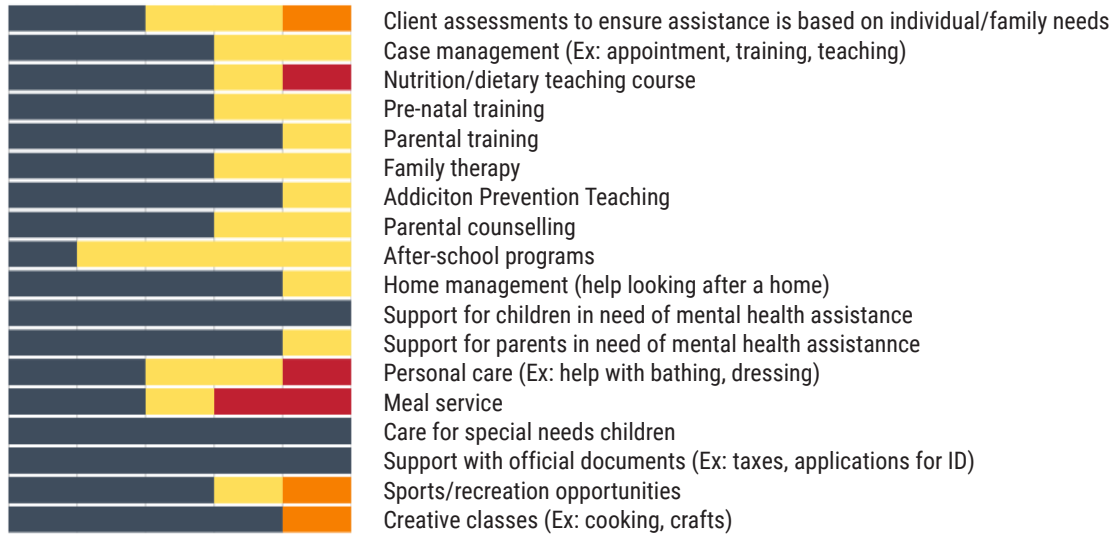 Client assessments to ensure assistance is based on individual/family needs
Case management (Ex: appointment, training, teaching)
Nutrition/dietary teaching course
Pre-natal training
Parental training
Family therapy
Addiciton Prevention Teaching
Parental counselling
After-school programs
Home management (help looking after a home)
Support for children in need of mental health assistance
Support for parents in need of mental health assistannce
Personal care (Ex: help with bathing, dressing)
Meal service
Care for special needs children
Support with official documents (Ex: taxes, applications for ID)
Sports/recreation opportunities
Creative classes (Ex: cooking, crafts)